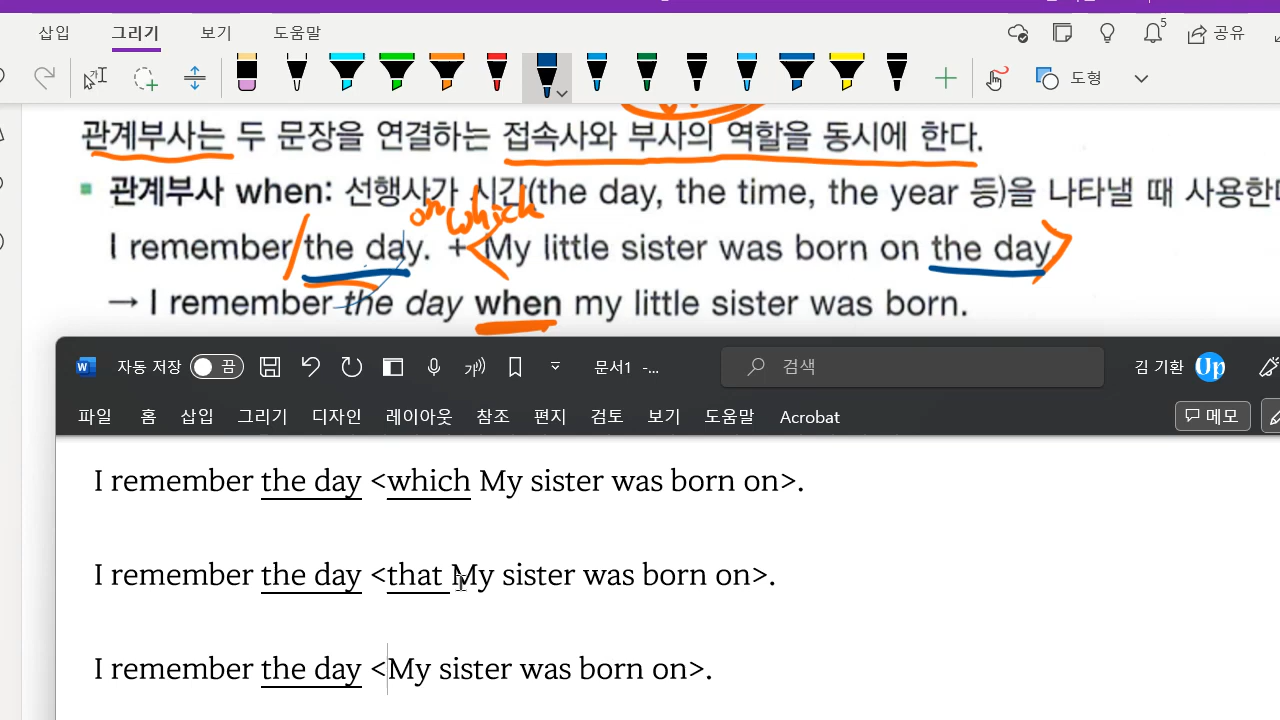 삽입 그리기 보기 도움말 5 공유
가 도형
관계부사는 두 문장을 연결하는 접속사와 부사의 역할을 동시에 한다.
관계부사 when: 선행사가 시간(the day, the time, the year 등)을 나타낼 때 사용한다
on which
I remember the day. + My little sister was born on the day
→ I remember the day when my little sister was born.
자동 저장 끔 문서1 -... 검색 김 기환 Up
파일 홈 삽입 그리기 디자인 레이아웃 참조 편지 검토 보기 도움말 Acrobat 메모
I remember the day <which My sister was born on>.
I remember the day <that My sister was born on>.
I remember the day <My sister was born on>.